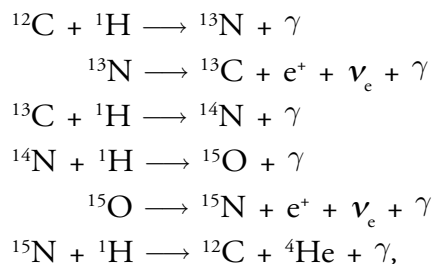 ¹²C + ¹H ⟶ ¹³N + γ
¹³N ⟶ ¹³C + e⁺ + νₑ + γ
¹³C + ¹H ⟶ ¹⁴N + γ
¹⁴N + ¹H ⟶ ¹⁵O + γ
¹⁵O ⟶ ¹⁵N + e⁺ + νₑ + γ
¹⁵N + ¹H ⟶ ¹²C + ⁴He + γ,